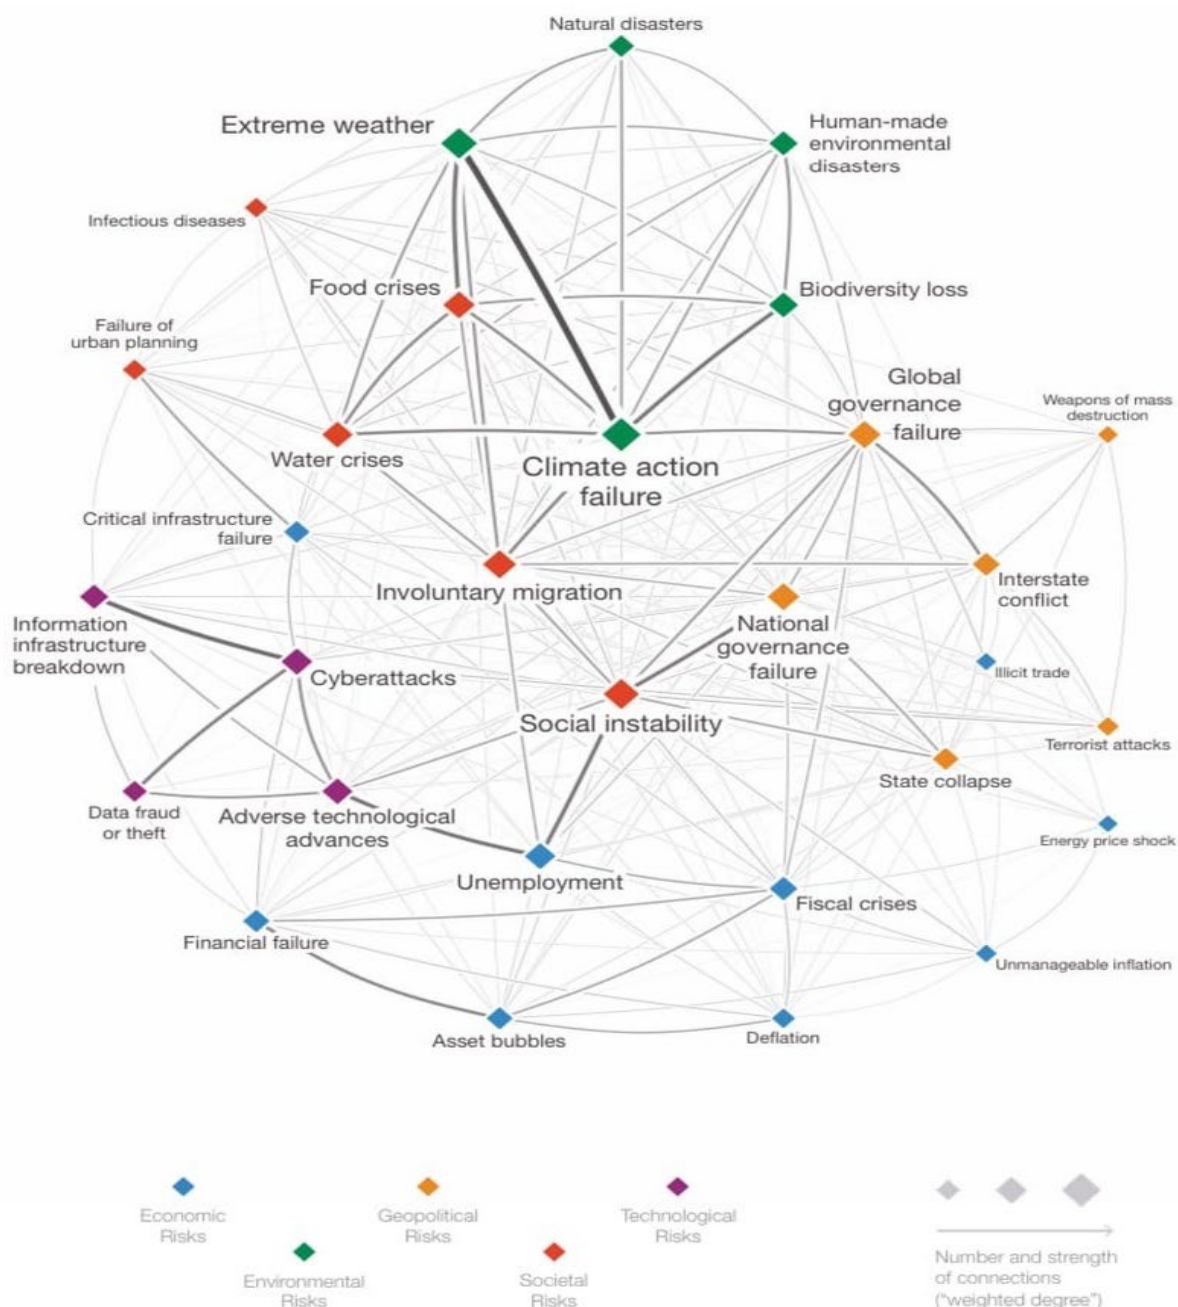 Natural disasters
Extreme weather
Human-made
environmental
disasters
Infectious diseases
Food crises
Biodiversity loss
Failure of
urban planning
Global
governance
failure
Weapons of mass
destruction
Water crises
Climate action
failure
Critical infrastructure
failure
Involuntary migration
Interstate
conflict
Information
infrastructure
breakdown
National
governance
failure
Cyberattacks
Illicit trade
Social instability
Terrorist attacks
State collapse
Data fraud
or theft
Adverse technological
advances
Energy price shock
Unemployment
Fiscal crises
Financial failure
Unmanageable inflation
Asset bubbles
Deflation
Economic
Risks
Geopolitical
Risks
Technological
Risks
Environmental
Risks
Societal
Risks
Number and strength
of connections
("weighted degree")